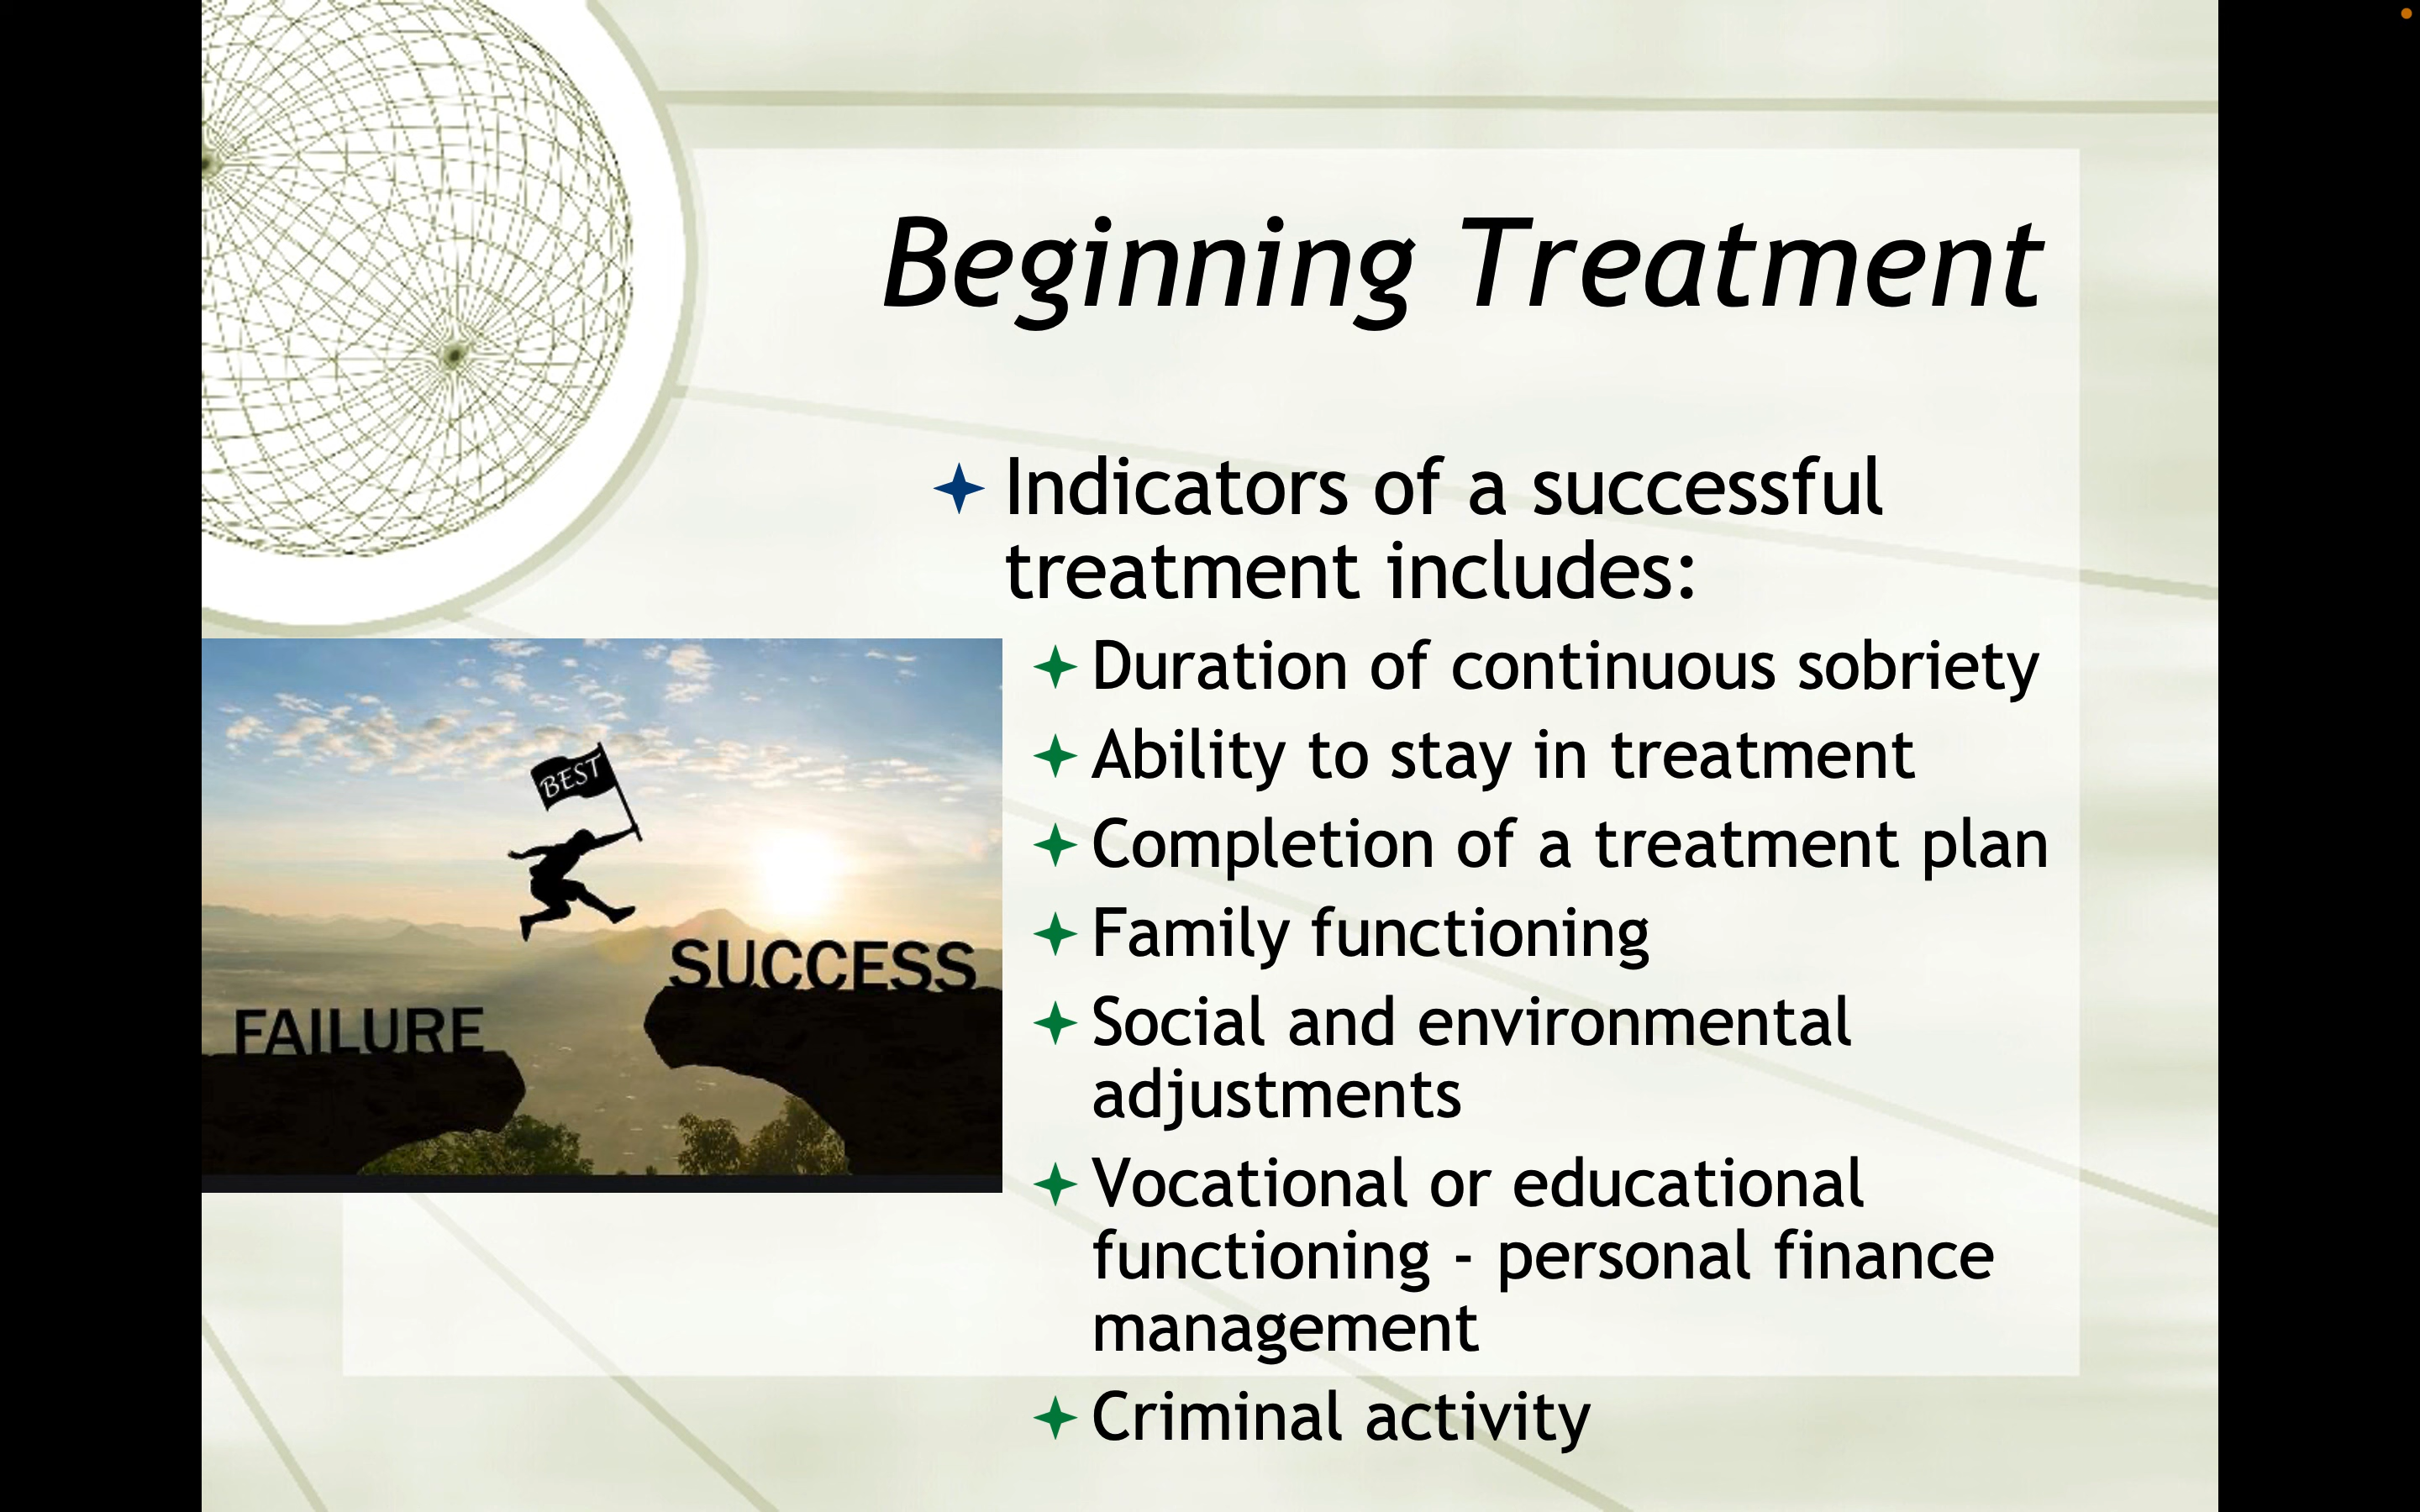 Beginning Treatment
Indicators of a successful
treatment includes:
Duration of continuous sobriety
Ability to stay in treatment
Completion of a treatment plan
Family functioning
Social and environmental
adjustments
Vocational or educational
functioning - personal finance
management
Criminal activity
BEST
SUCCESS
FAILURE